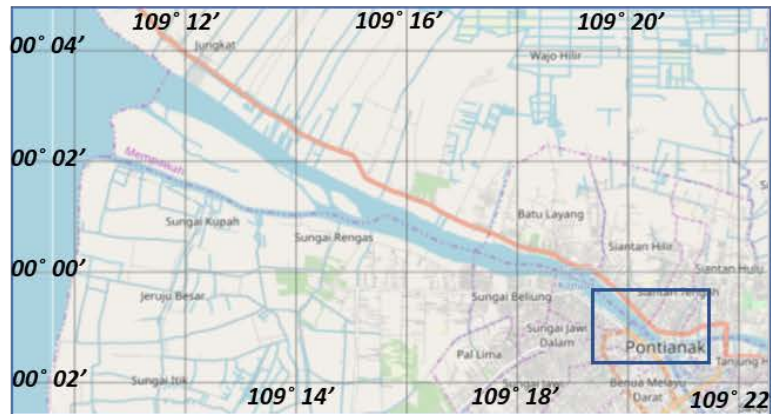 109° 12’ 109° 16’ 109° 20’
00° 04’
Jungkat
Wajo Hilir
00° 02’
Mempawah
Sungai Kupah
Batu Layang
Sungai Rengas
Siantan Hilir
00° 00’
Siantan Hulu
Jeruju Besar
Sungai Beliung
Siantan Tengah
Sungai Jawi
Dalam
Pal Lima
Pontianak
Tanjung H
00° 02’
Sungai Itik
109° 14’ 109° 18’ 109° 22
Benua Melayu
Darat